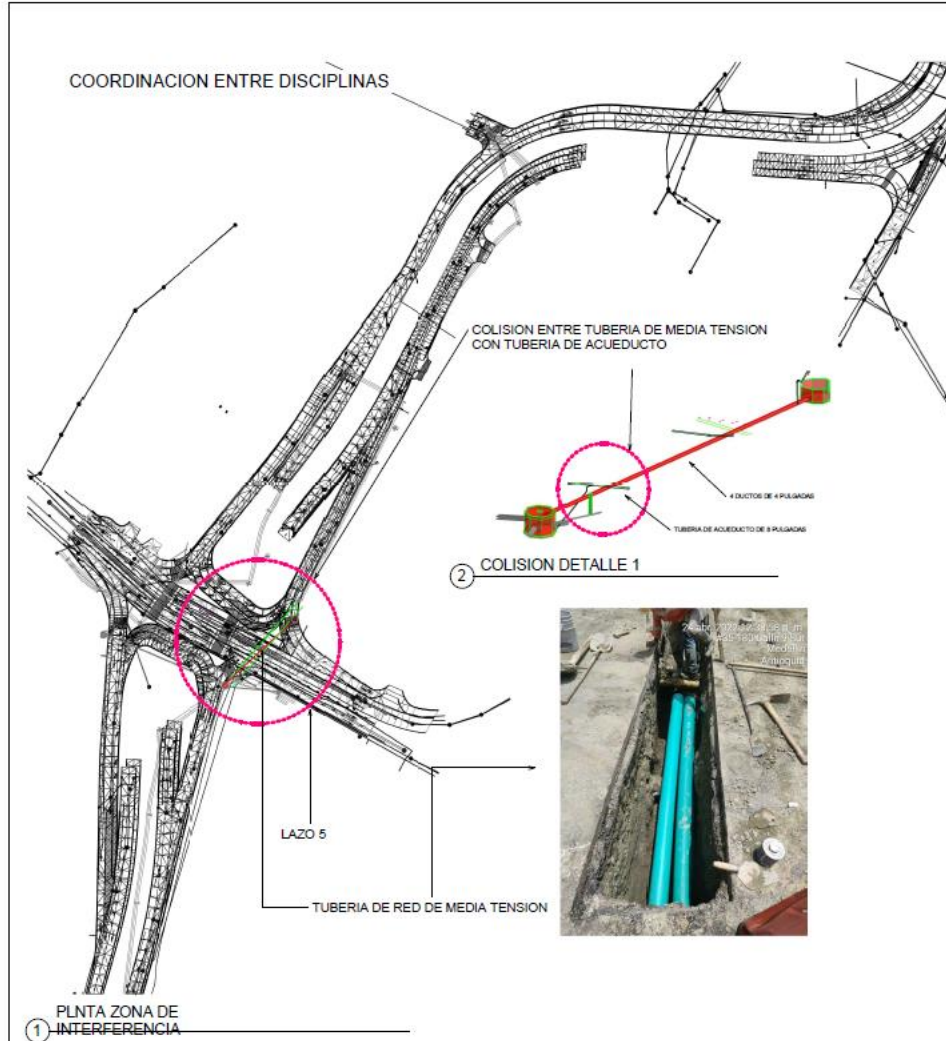 COORDINACION ENTRE DISCIPLINAS
COLISION ENTRE TUBERIA DE MEDIA TENSION
CON TUBERIA DE ACUEDUCTO
4 DUCTOS DE 4 PULGADAS
TUBERIA DE ACUEDUCTO DE 8 PULGADAS
2 COLISION DETALLE 1
Medellín
Antioquia
LAZO 5
TUBERIA DE RED DE MEDIA TENSION
PLNTA ZONA DE
1 INTERFERENCIA